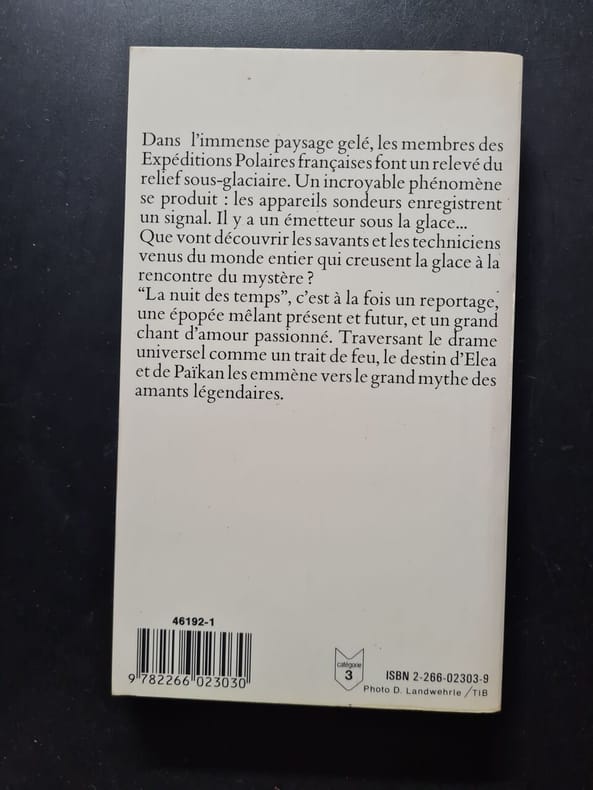 Dans l'immense paysage gelé, les membres des
Expéditions Polaires françaises font un relevé du
relief sous-glaciaire. Un incroyable phénomène
se produit : les appareils sondeurs enregistrent
un signal. Il y a un émetteur sous la glace...
Que vont découvrir les savants et les techniciens
venus du monde entier qui creusent la glace à la
rencontre du mystère ?
“La nuit des temps”, c'est à la fois un reportage,
une épopée mêlant présent et futur, et un grand
chant d'amour passionné. Traversant le drame
universel comme un trait de feu, le destin d'Elea
et de Païkan les emmène vers le grand mythe des
amants légendaires.
46192-1
9 782266 023030
catégorie
3
ISBN 2-266-02303-9
Photo D. Landwehrle / TIB